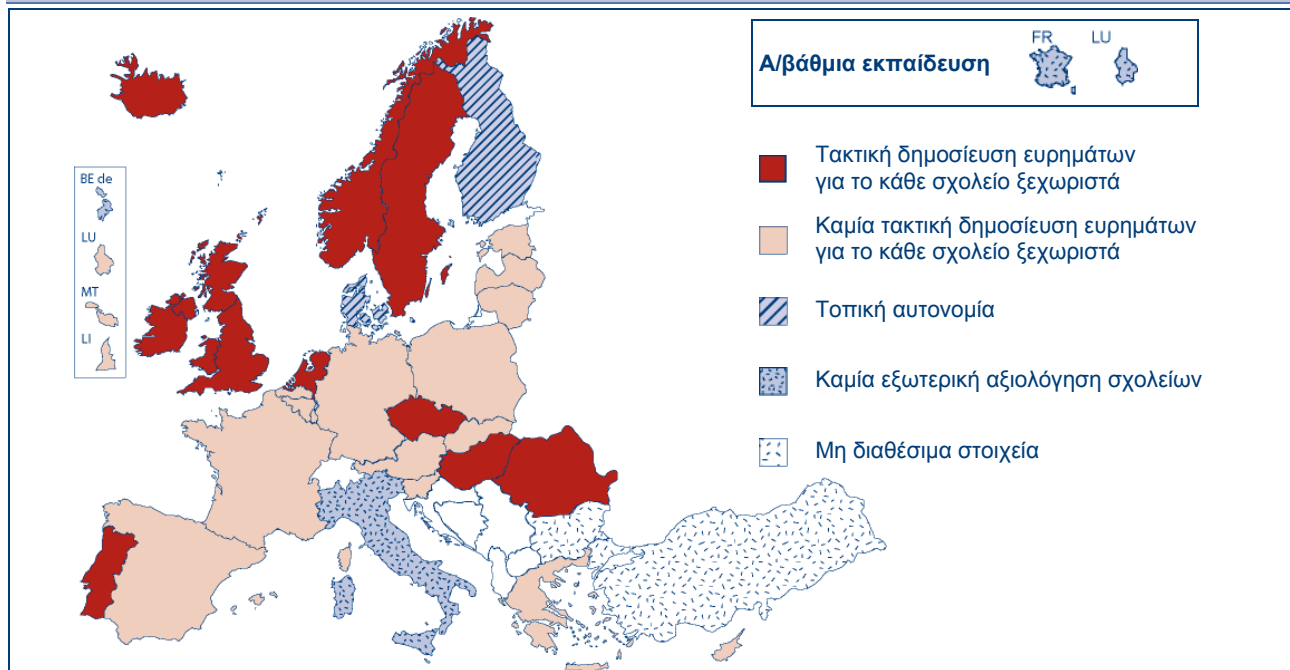 FR LU
Α/βάθμια εκπαίδευση
Τακτική δημοσίευση ευρημάτων
για το κάθε σχολείο ξεχωριστά
Καμία τακτική δημοσίευση ευρημάτων
για το κάθε σχολείο ξεχωριστά
Τοπική αυτονομία
Καμία εξωτερική αξιολόγηση σχολείων
Μη διαθέσιμα στοιχεία
BE de
LU
MT
LI